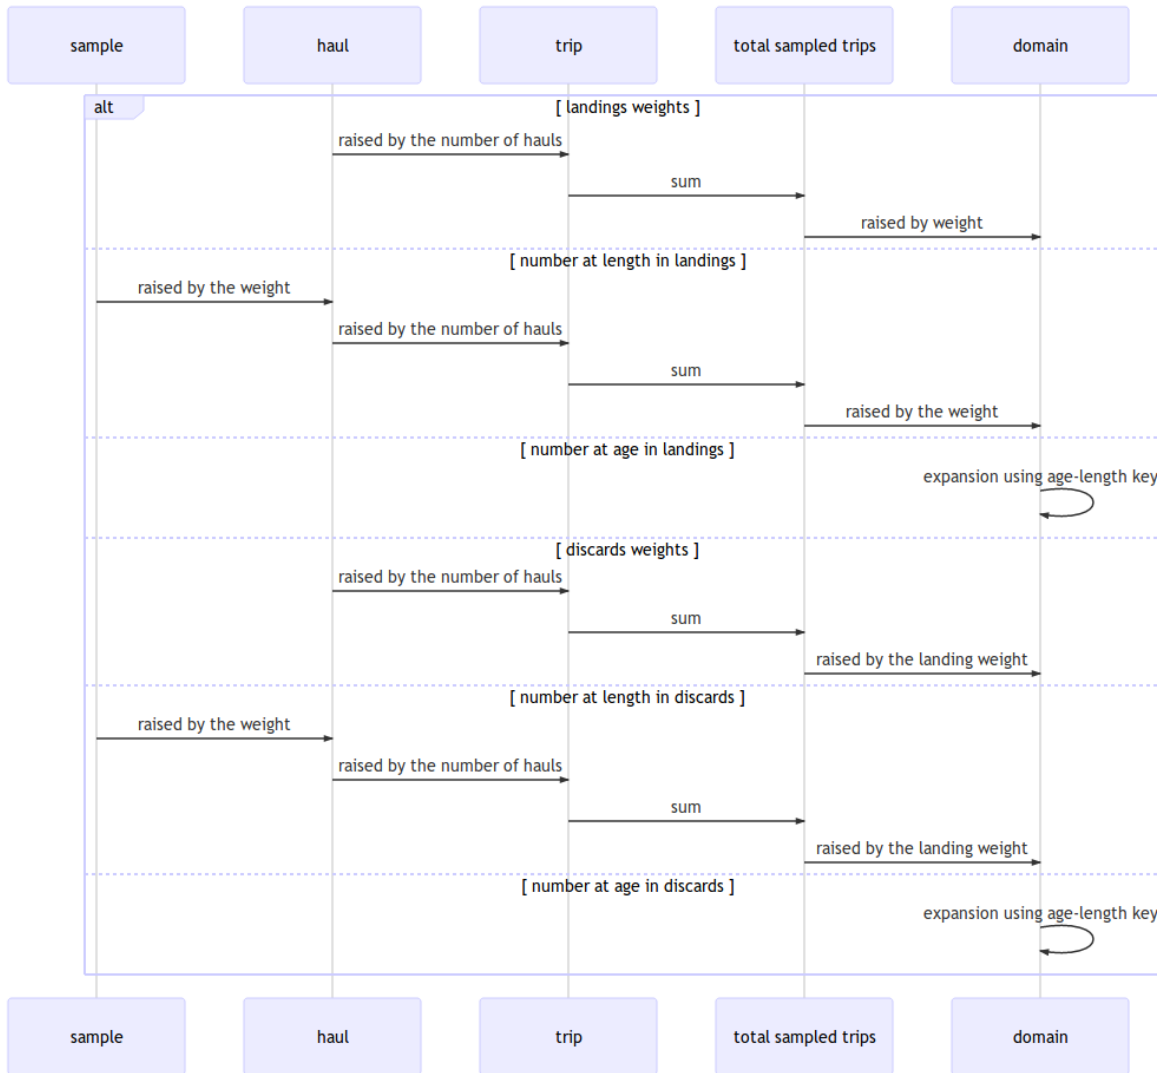 sample
haul
trip
total sampled trips
domain
alt
[ landings weights ]
raised by the number of hauls
sum
raised by weight
[ number at length in landings ]
raised by the weight
raised by the number of hauls
sum
raised by the weight
[ number at age in landings ]
expansion using age-length key
[ discards weights ]
raised by the number of hauls
sum
raised by the landing weight
[ number at length in discards ]
raised by the weight
raised by the number of hauls
sum
raised by the landing weight
[ number at age in discards ]
expansion using age-length key
sample
haul
trip
total sampled trips
domain